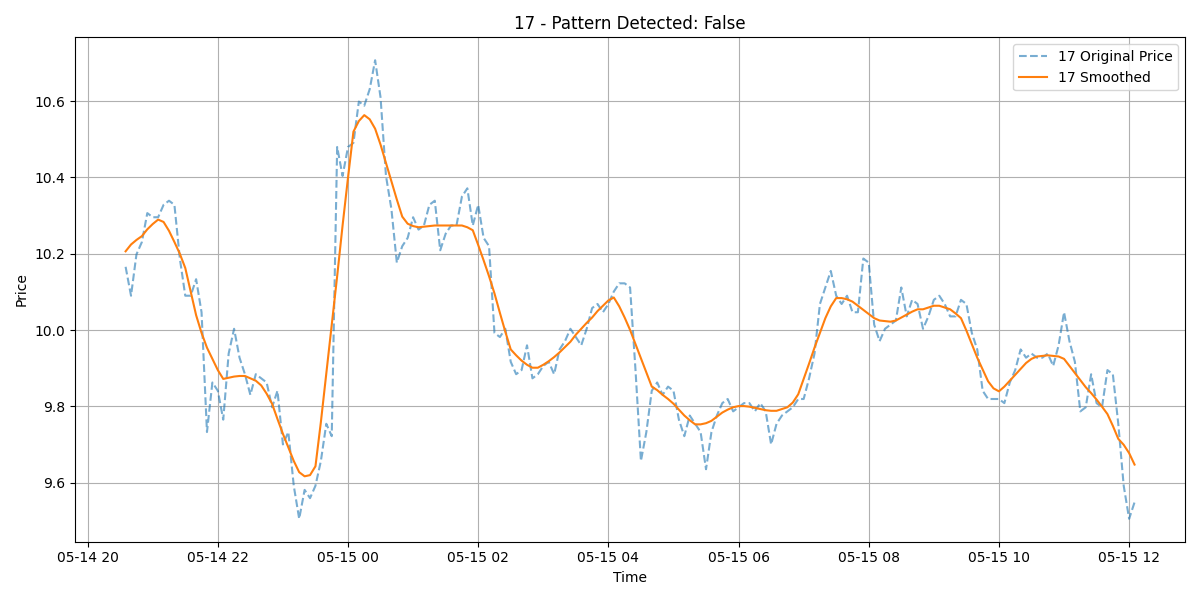 17 - Pattern Detected: False
17 Original Price
17 Smoothed
Price
10.6
10.4
10.2
10.0
9.8
9.6
05-14 20 05-14 22 05-15 00 05-15 02 05-15 04 05-15 06 05-15 08 05-15 10 05-15 12
Time